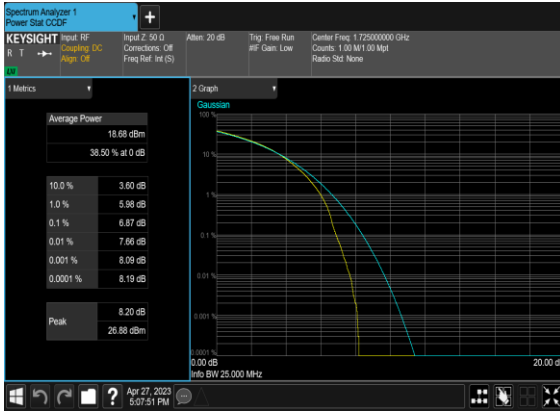 Spectrum Analyzer 1
Power Stat CCDF
+
KEYSIGHT Input: RF Input Z: 50 Ω Atten: 20 dB Trig: Free Run Center Freq: 1.725000000 GHz
R T Coupling: DC Corrections: Off #IF Gain: Low Counts: 1.00 M/1.00 Mpt
Align: Off Freq Ref: Int (S) Radio Std: None
1 Metrics
2 Graph
Average Power
18.68 dBm
38.50 % at 0 dB
10.0 % 3.60 dB
1.0 % 5.98 dB
0.1 % 6.87 dB
0.01 % 7.66 dB
0.001 % 8.09 dB
0.0001 % 8.19 dB
Peak
8.20 dB
26.88 dBm
Gaussian
100 %
10 %
1 %
0.1 %
0.01 %
0.001 %
0.0001 %
0.00 dB 20.00 d
Info BW 25.000 MHz
? Apr 27, 2023
5:07:51 PM